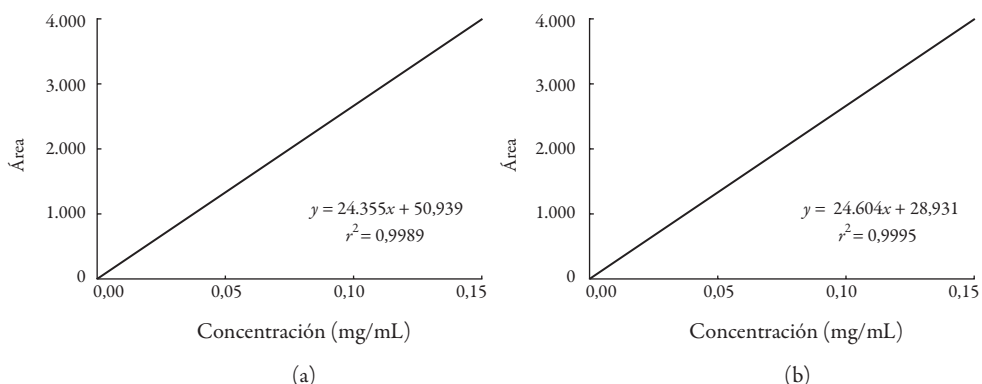 4.000
3.000
2.000
1.000
0
Área
y = 24.355x + 50,939
r² = 0,9989
0,00 0,05 0,10 0,15
Concentración (mg/mL)
(a)
4.000
3.000
2.000
1.000
0
Área
y = 24.604x + 28,931
r² = 0,9995
0,00 0,05 0,10 0,15
Concentración (mg/mL)
(b)